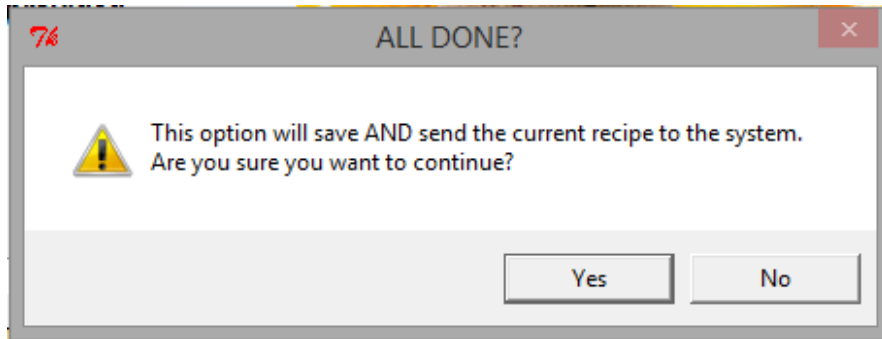 ALL DONE?
This option will save AND send the current recipe to the system.
Are you sure you want to continue?
Yes
No